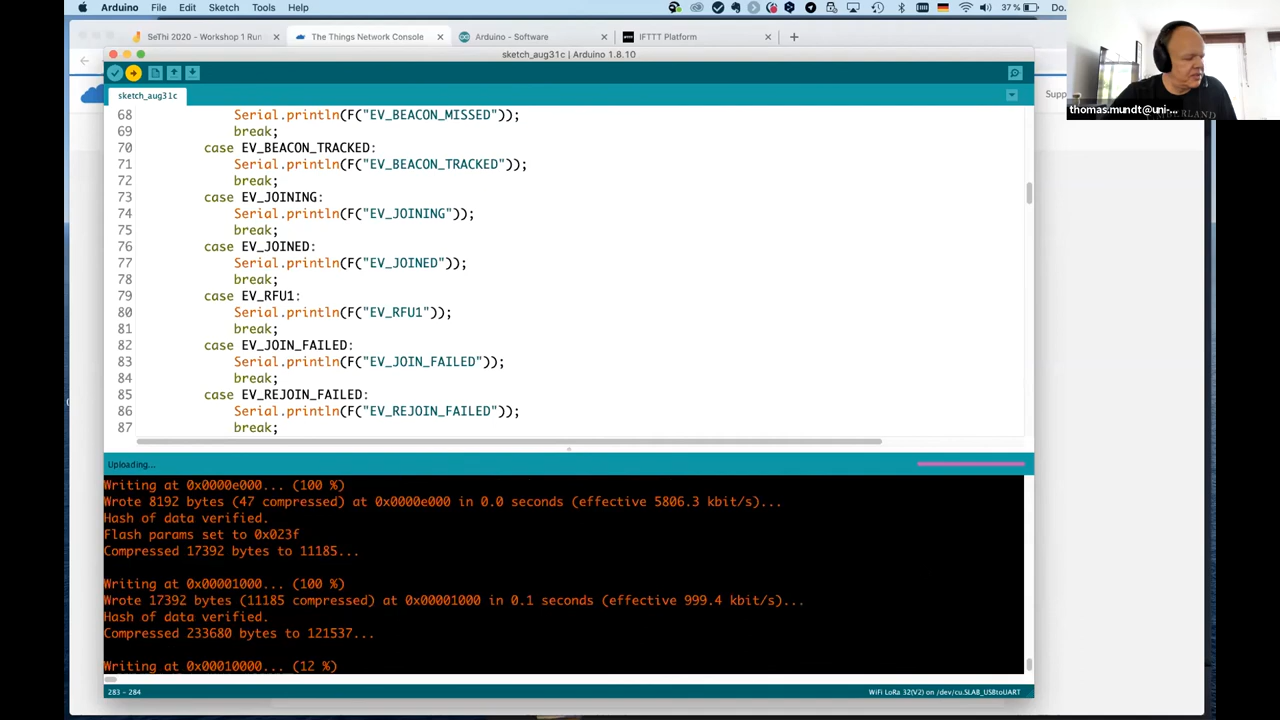 Arduino File Edit Sketch Tools Help 37 % Do.
SeThi 2020 - Workshop 1 Run
The Things Network Console
Arduino - Software
IFTTT Platform
sketch_aug31c | Arduino 1.8.10
sketch_aug31c
Supp
thomas.mundt@uni-...
68 Serial.println(F("EV_BEACON_MISSED"));
69 break;
70 case EV_BEACON_TRACKED:
71 Serial.println(F("EV_BEACON_TRACKED"));
72 break;
73 case EV_JOINING:
74 Serial.println(F("EV_JOINING"));
75 break;
76 case EV_JOINED:
77 Serial.println(F("EV_JOINED"));
78 break;
79 case EV_RFU1:
80 Serial.println(F("EV_RFU1"));
81 break;
82 case EV_JOIN_FAILED:
83 Serial.println(F("EV_JOIN_FAILED"));
84 break;
85 case EV_REJOIN_FAILED:
86 Serial.println(F("EV_REJOIN_FAILED"));
87 break;
Uploading...
Writing at 0x0000e000... (100 %)
Wrote 8192 bytes (47 compressed) at 0x0000e000 in 0.0 seconds (effective 5806.3 kbit/s)...
Hash of data verified.
Flash params set to 0x023f
Compressed 17392 bytes to 11185...
Writing at 0x00001000... (100 %)
Wrote 17392 bytes (11185 compressed) at 0x00001000 in 0.1 seconds (effective 999.4 kbit/s)...
Hash of data verified.
Compressed 233680 bytes to 121537...
Writing at 0x00010000... (12 %)
283 - 284
WiFi LoRa 32(V2) on /dev/cu.SLAB_USBtoUART